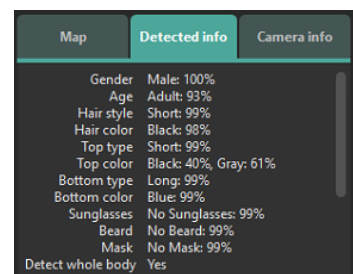 Map Detected info Camera info
Gender Male: 100%
Age Adult: 93%
Hair style Short: 99%
Hair color Black: 98%
Top type Short: 99%
Top color Black: 40%, Gray: 61%
Bottom type Long: 99%
Bottom color Blue: 99%
Sunglasses No Sunglasses: 99%
Beard No Beard: 99%
Mask No Mask: 99%
Detect whole body Yes